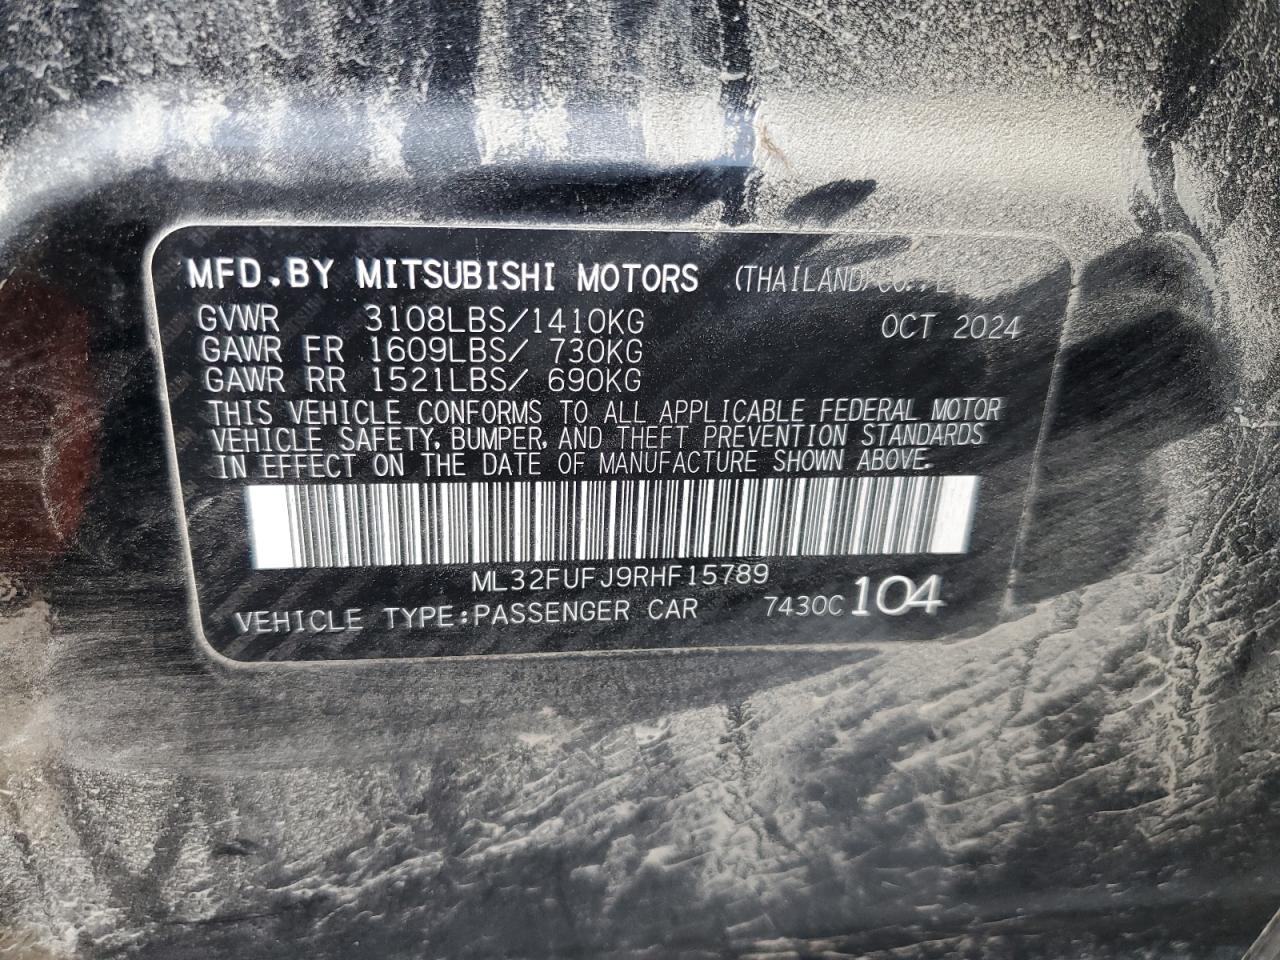 MFD.BY MITSUBISHI MOTORS (THAILAND) CO.,
GVWR 3108LBS/1410KG OCT 2024
GAWR FR 1609LBS/ 730KG
GAWR RR 1521LBS/ 690KG
THIS VEHICLE CONFORMS TO ALL APPLICABLE FEDERAL MOTOR
VEHICLE SAFETY, BUMPER, AND THEFT PREVENTION STANDARDS
IN EFFECT ON THE DATE OF MANUFACTURE SHOWN ABOVE.
ML32FUFJ9RHF15789
VEHICLE TYPE:PASSENGER CAR 7430C 104